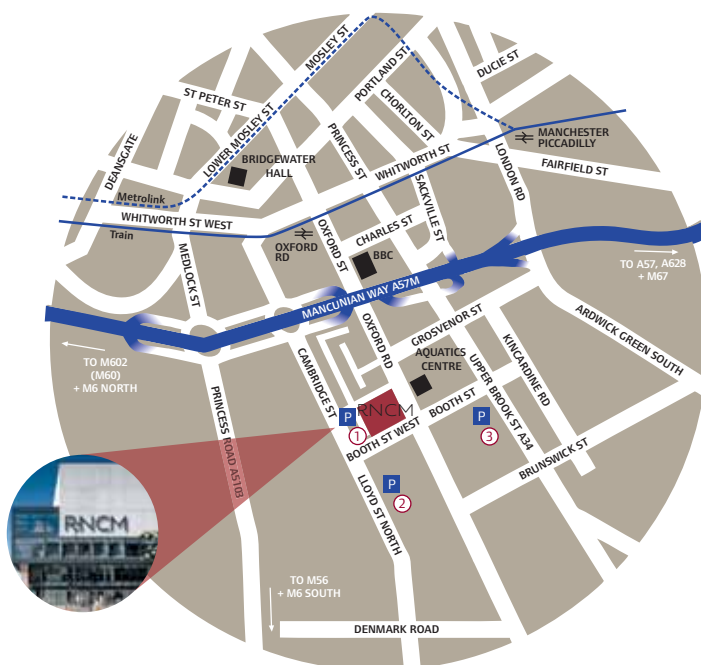 MOSLEY ST
PORTLAND ST
DUCIE ST
ST PETER ST
CHORLTON ST
LOWER MOSLEY ST
PRINCESS ST
MANCHESTER
PICCADILLY
DEANSGATE
BRIDGEWATER
HALL
WHITWORTH ST
LONDON RD
FAIRFIELD ST
SACKVILLE ST
Metrolink
WHITWORTH ST WEST
Train
OXFORD
RD
OXFORD ST
CHARLES ST
BBC
MEDLOCK ST
TO A57, A628
+ M67
MANCUNIAN WAY A57M
GROSVENOR ST
ARDWICK GREEN SOUTH
TO M602
(M60)
+ M6 NORTH
OXFORD RD
AQUATICS
CENTRE
KINCARDINE RD
CAMBRIDGE ST
UPPER BROOK ST A34
PRINCESS ROAD A5103
RNCM
P
1
BOOTH ST
P
3
BOOTH ST WEST
BRUNSWICK ST
P
2
LLOYD ST NORTH
RNCM
TO M56
+ M6 SOUTH
DENMARK ROAD